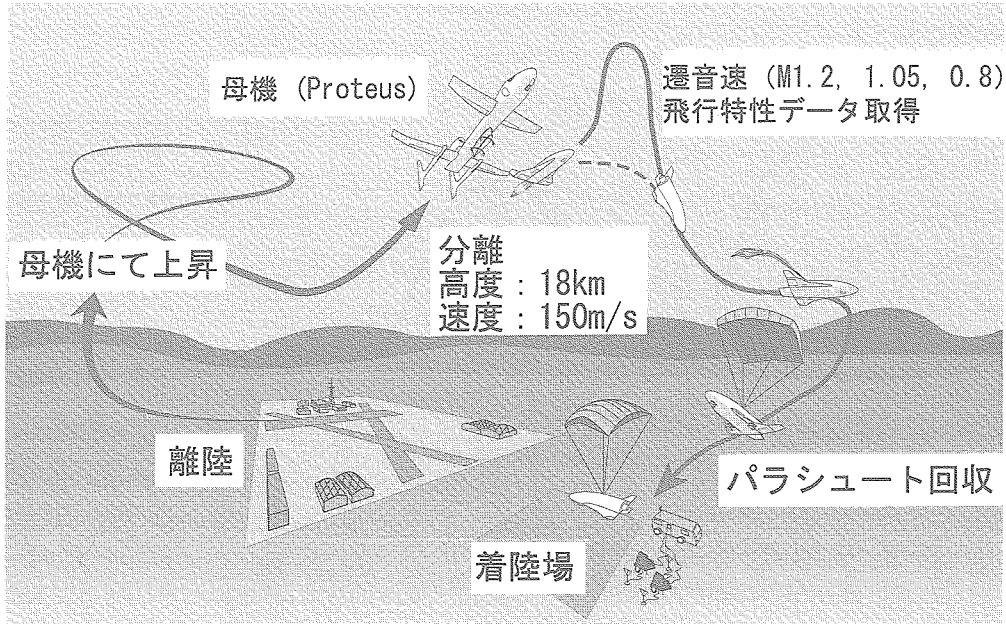 母機 (Proteus)
遷音速 (M1.2, 1.05, 0.8)
飛行特性データ取得
母機にて上昇
分離
高度：18km
速度：150m/s
離陸
パラシュート回収
着陸場